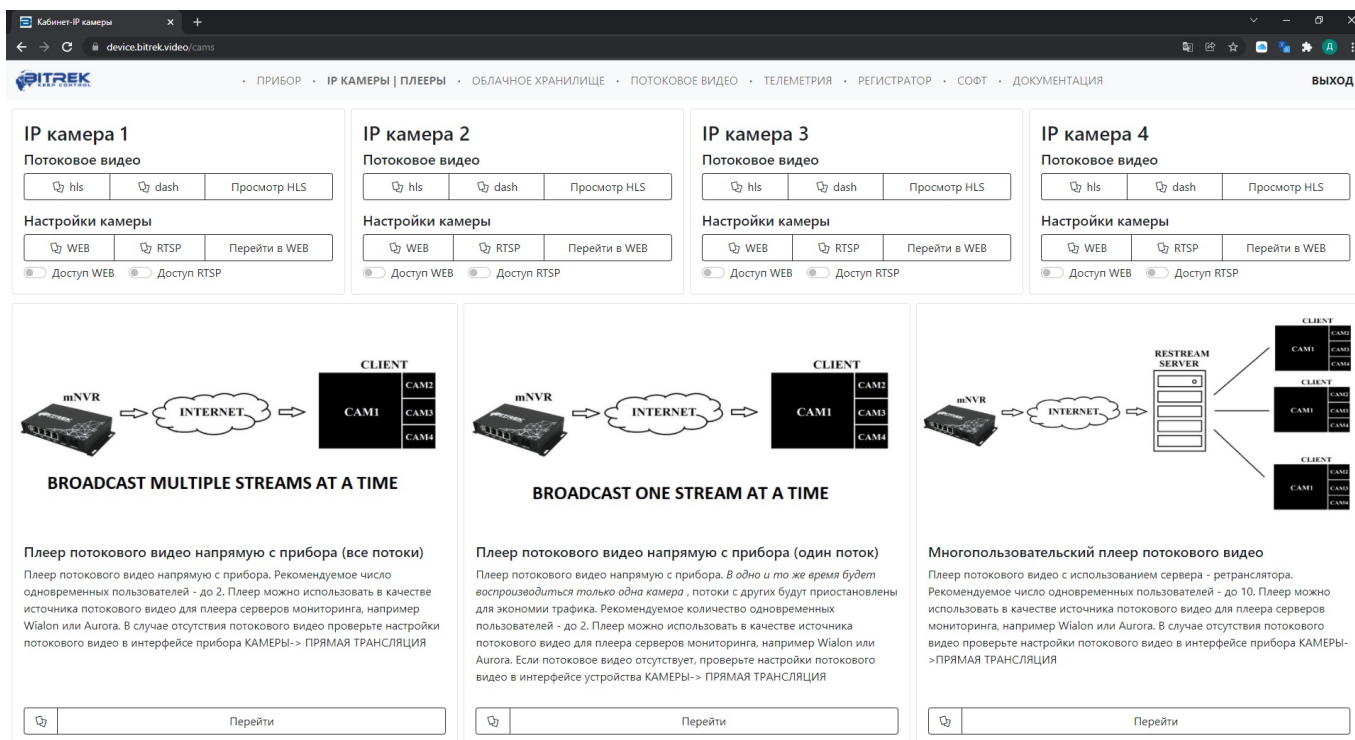 Кабинет-IP камеры
device.bitrek.video/cams
Д
BITREK
KEEP CONTROL
· ПРИБОР · IP КАМЕРЫ | ПЛЕЕРЫ · ОБЛАЧНОЕ ХРАНИЛИЩЕ · ПОТОКОВОЕ ВИДЕО · ТЕЛЕМЕТРИЯ · РЕГИСТРАТОР · СОФТ · ДОКУМЕНТАЦИЯ
ВЫХОД
IP камера 1
Потоковое видео
hls dash Просмотр HLS
Настройки камеры
WEB RTSP Перейти в WEB
Доступ WEB Доступ RTSP
IP камера 2
Потоковое видео
hls dash Просмотр HLS
Настройки камеры
WEB RTSP Перейти в WEB
Доступ WEB Доступ RTSP
IP камера 3
Потоковое видео
hls dash Просмотр HLS
Настройки камеры
WEB RTSP Перейти в WEB
Доступ WEB Доступ RTSP
IP камера 4
Потоковое видео
hls dash Просмотр HLS
Настройки камеры
WEB RTSP Перейти в WEB
Доступ WEB Доступ RTSP
mNVR
INTERNET
CLIENT
CAM1
CAM2
CAM3
CAM4
BROADCAST MULTIPLE STREAMS AT A TIME
Плеер потокового видео напрямую с прибора (все потоки)
Плеер потокового видео напрямую с прибора. Рекомендуемое число
одновременных пользователей - до 2. Плеер можно использовать в качестве
источника потокового видео для плеера серверов мониторинга, например
Wialon или Aurora. В случае отсутствия потокового видео проверьте настройки
потокового видео в интерфейсе прибора КАМЕРЫ-> ПРЯМАЯ ТРАНСЛЯЦИЯ
Перейти
mNVR
INTERNET
CLIENT
CAM1
CAM2
CAM3
CAM4
BROADCAST ONE STREAM AT A TIME
Плеер потокового видео напрямую с прибора (один поток)
Плеер потокового видео напрямую с прибора. В одно и то же время будет
воспроизводиться только одна камера , потоки с других будут приостановлены
для экономии трафика. Рекомендуемое количество одновременных
пользователей - до 2. Плеер можно использовать в качестве источника
потокового видео для плеера серверов мониторинга, например Wialon или
Aurora. Если потоковое видео отсутствует, проверьте настройки потокового
видео в интерфейсе устройства КАМЕРЫ-> ПРЯМАЯ ТРАНСЛЯЦИЯ
Перейти
mNVR
INTERNET
RESTREAM
SERVER
CLIENT
CAM1
CAM2
CAM3
CAM4
CLIENT
CAM1
CAM2
CAM3
CAM4
CLIENT
CAM1
CAM2
CAM3
CAM4
Многопользовательский плеер потокового видео
Плеер потокового видео с использованием сервера - ретранслятора.
Рекомендуемое число одновременных пользователей - до 10. Плеер можно
использовать в качестве источника потокового видео для плеера серверов
мониторинга, например Wialon или Aurora. В случае отсутствия потокового
видео проверьте настройки потокового видео в интерфейсе прибора КАМЕРЫ-
>ПРЯМАЯ ТРАНСЛЯЦИЯ
Перейти